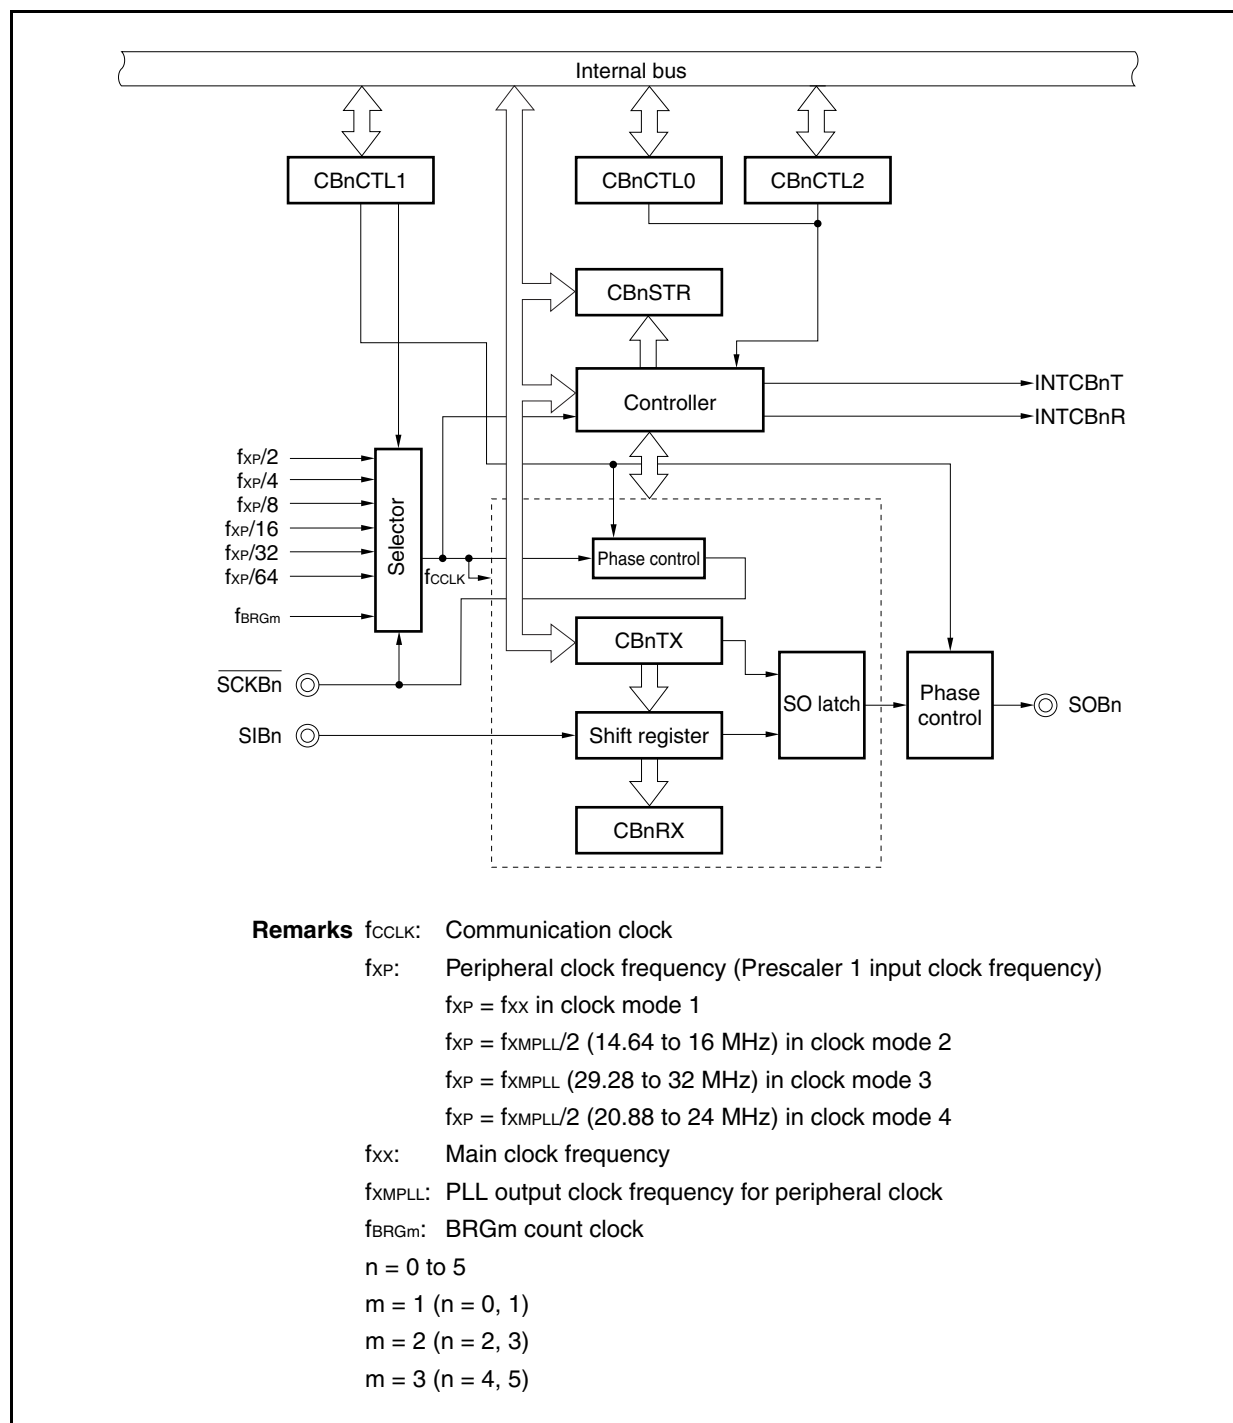 Internal bus
CBnCTL1
CBnCTL0
CBnCTL2
CBnSTR
Controller
INTCBnT
INTCBnR
fXP/2
fXP/4
fXP/8
fXP/16
fXP/32
fXP/64
fBRGm
Selector
fCCLK
Phase control
CBnTX
SCKBn
SO latch
Phase
control
SOBn
SIBn
Shift register
CBnRX
Remarks fCCLK: Communication clock
fXP: Peripheral clock frequency (Prescaler 1 input clock frequency)
fXP = fXX in clock mode 1
fXP = fXMPLL/2 (14.64 to 16 MHz) in clock mode 2
fXP = fXMPLL (29.28 to 32 MHz) in clock mode 3
fXP = fXMPLL/2 (20.88 to 24 MHz) in clock mode 4
fXX: Main clock frequency
fXMPLL: PLL output clock frequency for peripheral clock
fBRGm: BRGm count clock
n = 0 to 5
m = 1 (n = 0, 1)
m = 2 (n = 2, 3)
m = 3 (n = 4, 5)